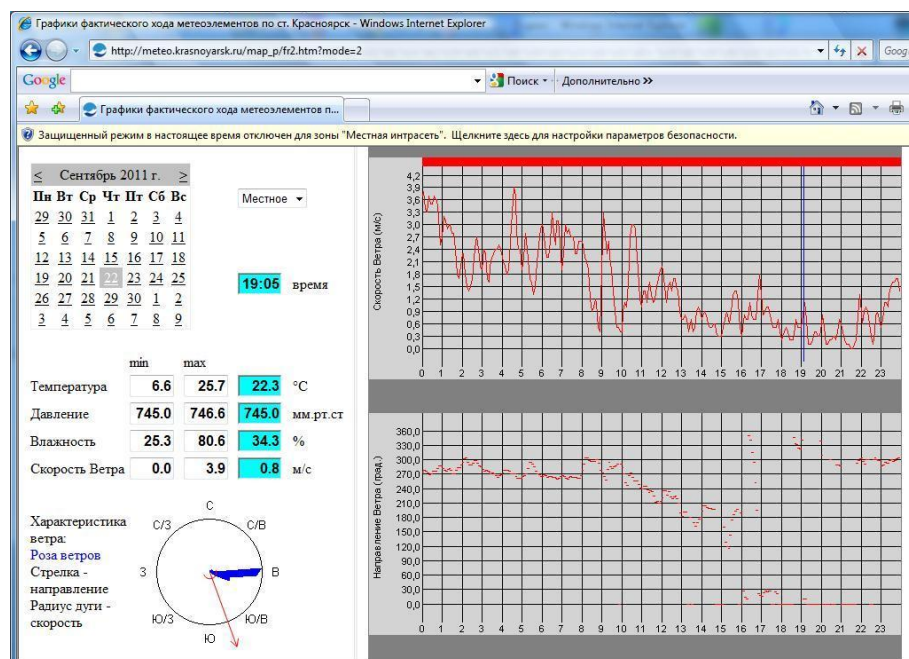 Графики фактического хода метеоэлементов по ст. Красноярск - Windows Internet Explorer
http://meteo.krasnoyarsk.ru/map_p/fr2.htm?mode=2
Goog
Google
Поиск
Дополнительно »
Графики фактического хода метеоэлементов п...
Защищенный режим в настоящее время отключен для зоны "Местная интрасеть". Щелкните здесь для настройки параметров безопасности.
< Сентябрь 2011 г. >
Пн Вт Ср Чт Пт Сб Вс
29 30 31 1 2 3 4
5 6 7 8 9 10 11
12 13 14 15 16 17 18
19 20 21 22 23 24 25
26 27 28 29 30 1 2
3 4 5 6 7 8 9
Местное
19:05 время
min max
Температура 6.6 25.7 22.3 °C
Давление 745.0 746.6 745.0 мм.рт.ст
Влажность 25.3 80.6 34.3 %
Скорость Ветра 0.0 3.9 0.8 м/с
Характеристика
ветра:
Роза ветров
Стрелка -
направление
Радиус дуги -
скорость
С
С/З
С/В
З
В
Ю/З
Ю/В
Ю
Скорость Ветра (м/с)
4,2
3,9
3,6
3,3
3,0
2,7
2,4
2,1
1,8
1,5
1,2
0,9
0,6
0,3
0,0
0 1 2 3 4 5 6 7 8 9 10 11 12 13 14 15 16 17 18 19 20 21 22 23
Направление Ветра (град.)
360,0
330,0
300,0
270,0
240,0
210,0
180,0
150,0
120,0
90,0
60,0
30,0
0,0
0 1 2 3 4 5 6 7 8 9 10 11 12 13 14 15 16 17 18 19 20 21 22 23